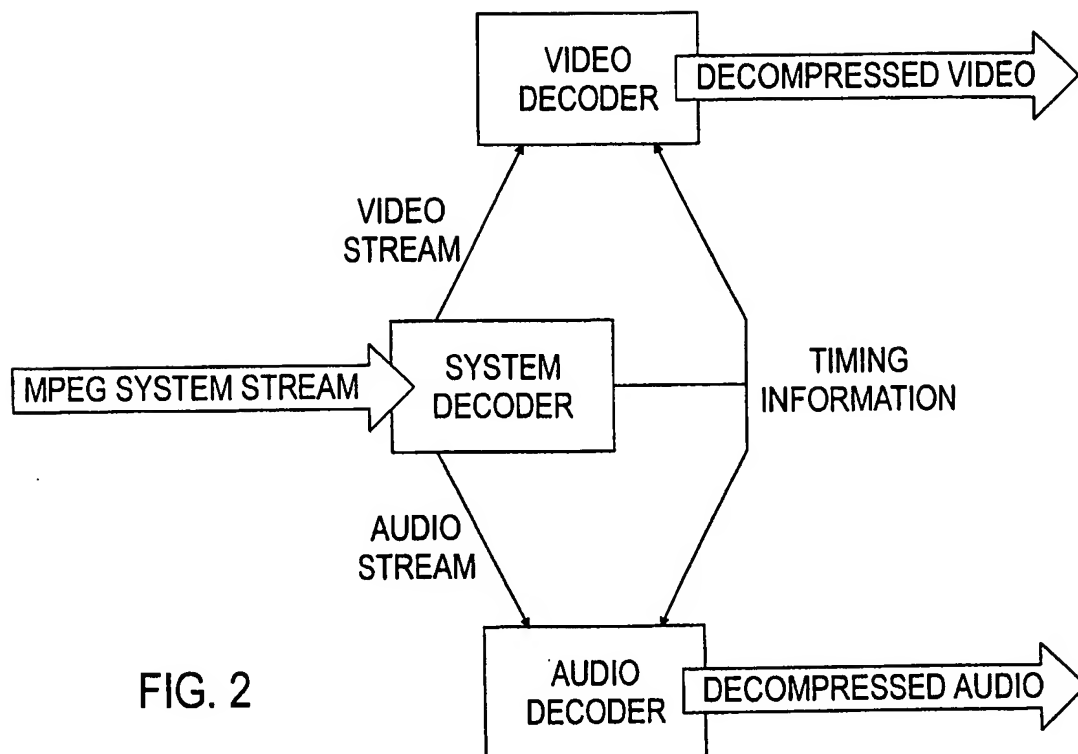 VIDEO
DECODER
DECOMPRESSED VIDEO
VIDEO
STREAM
MPEG SYSTEM STREAM
SYSTEM
DECODER
TIMING
INFORMATION
AUDIO
STREAM
AUDIO
DECODER
DECOMPRESSED AUDIO
FIG. 2